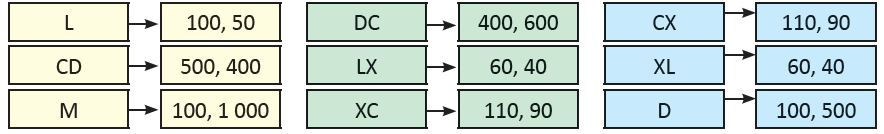 L 100, 50 DC 400, 600 CX 110, 90
CD 500, 400 LX 60, 40 XL 60, 40
M 100, 1 000 XC 110, 90 D 100, 500